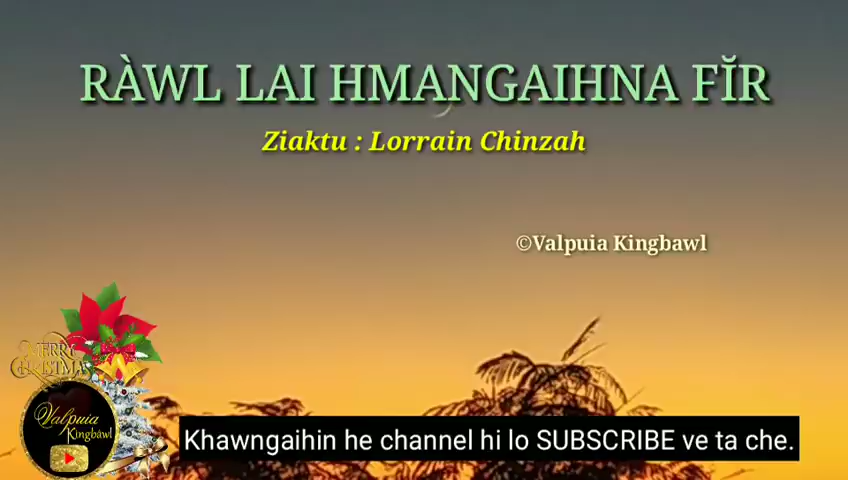 RÀWL LAI HMANGAIHNA FĬR
Ziaktu : Lorrain Chinzah
©Valpuia Kingbawl
MERRY
CHRISTMAS
Valpuia
Kingbàwl
Khawngaihin he channel hi lo SUBSCRIBE ve ta che.